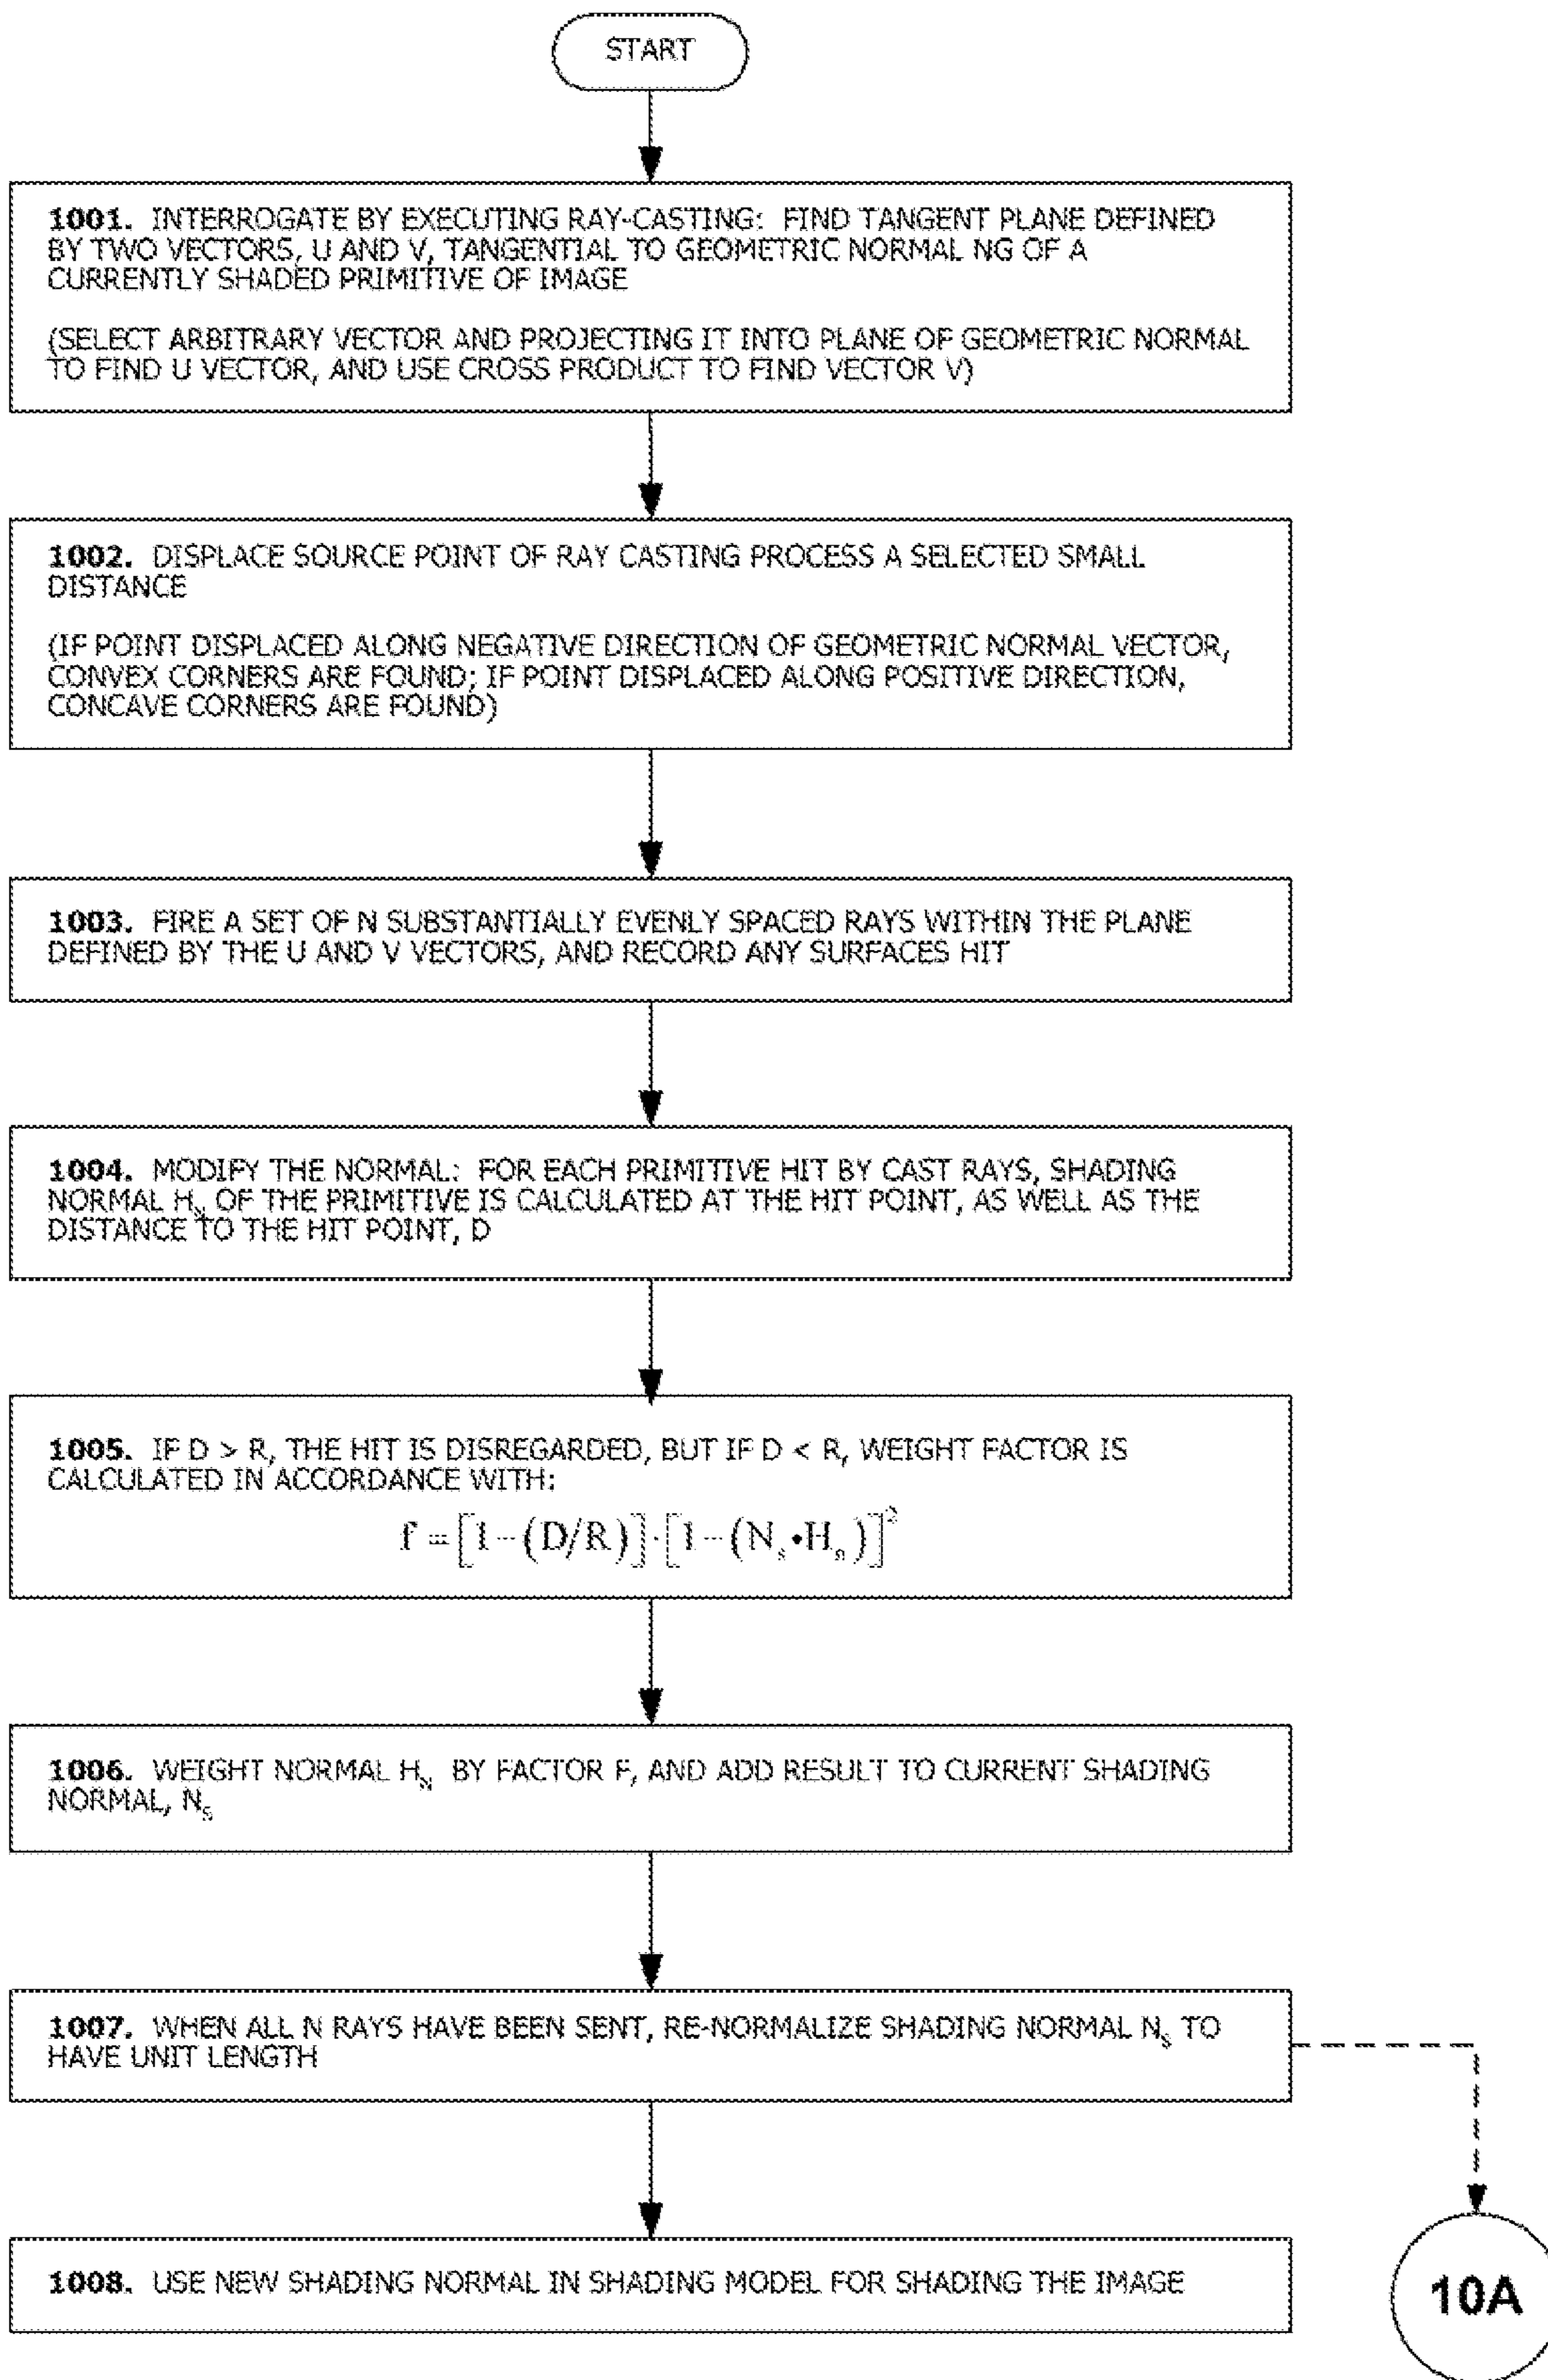 START
1001. INTERROGATE BY EXECUTING RAY-CASTING: FIND TANGENT PLANE DEFINED
BY TWO VECTORS, U AND V, TANGENTIAL TO GEOMETRIC NORMAL NG OF A
CURRENTLY SHADED PRIMITIVE OF IMAGE
(SELECT ARBITRARY VECTOR AND PROJECTING IT INTO PLANE OF GEOMETRIC NORMAL
TO FIND U VECTOR, AND USE CROSS PRODUCT TO FIND VECTOR V)
1002. DISPLACE SOURCE POINT OF RAY CASTING PROCESS A SELECTED SMALL
DISTANCE
(IF POINT DISPLACED ALONG NEGATIVE DIRECTION OF GEOMETRIC NORMAL VECTOR,
CONVEX CORNERS ARE FOUND; IF POINT DISPLACED ALONG POSITIVE DIRECTION,
CONCAVE CORNERS ARE FOUND)
1003. FIRE A SET OF N SUBSTANTIALLY EVENLY SPACED RAYS WITHIN THE PLANE
DEFINED BY THE U AND V VECTORS, AND RECORD ANY SURFACES HIT
1004. MODIFY THE NORMAL: FOR EACH PRIMITIVE HIT BY CAST RAYS, SHADING
NORMAL H_N OF THE PRIMITIVE IS CALCULATED AT THE HIT POINT, AS WELL AS THE
DISTANCE TO THE HIT POINT, D
1005. IF D > R, THE HIT IS DISREGARDED, BUT IF D < R, WEIGHT FACTOR IS
CALCULATED IN ACCORDANCE WITH:
f = [1-(D/R)]·[1-(N_s•H_n)]^2
1006. WEIGHT NORMAL H_N BY FACTOR F, AND ADD RESULT TO CURRENT SHADING
NORMAL, N_S
1007. WHEN ALL N RAYS HAVE BEEN SENT, RE-NORMALIZE SHADING NORMAL N_S TO
HAVE UNIT LENGTH
1008. USE NEW SHADING NORMAL IN SHADING MODEL FOR SHADING THE IMAGE
10A